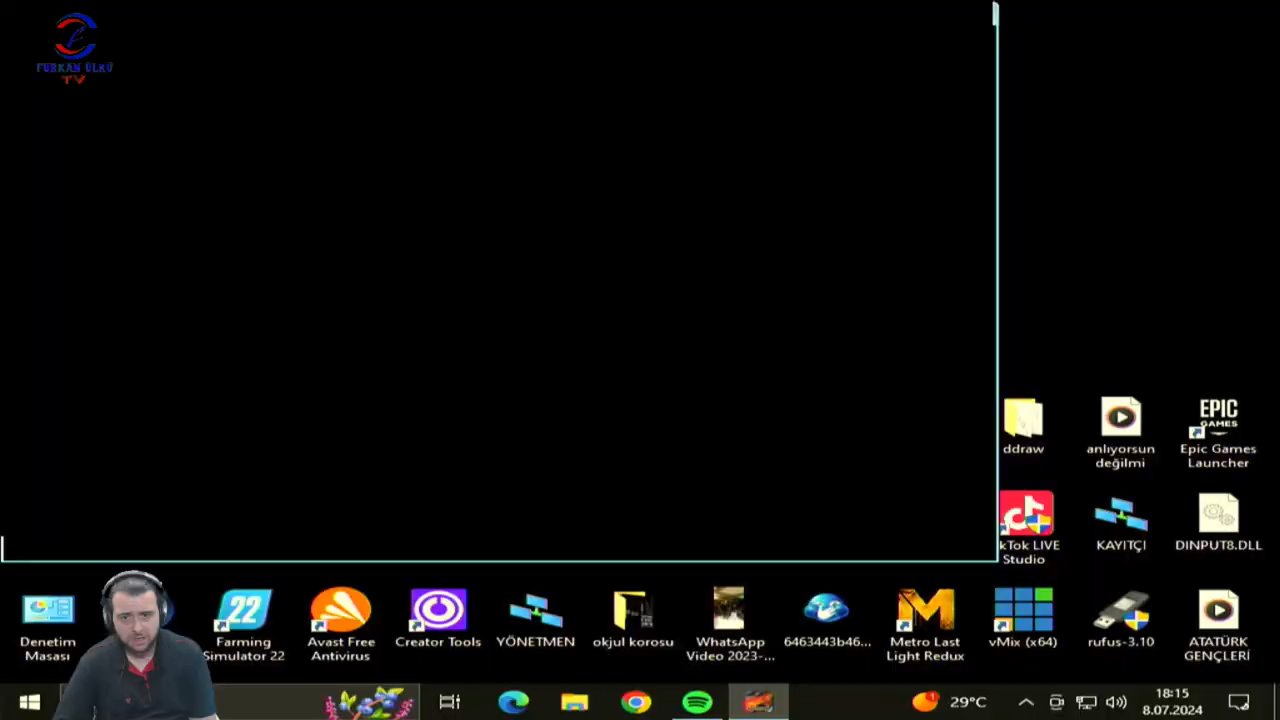 FURKAN ÜLKÜ
TV
ddraw
anlıyorsun
değilmi
EPIC
GAMES
Epic Games
Launcher
kTok LIVE
Studio
KAYITÇI
DINPUT8.DLL
Denetim
Masası
22
Farming
Simulator 22
Avast Free
Antivirus
Creator Tools
YÖNETMEN
okjul korosu
WhatsApp
Video 2023-...
6463443b46...
Metro Last
Light Redux
vMix (x64)
rufus-3.10
ATATÜRK
GENÇLERİ
1
29°C
18:15
8.07.2024